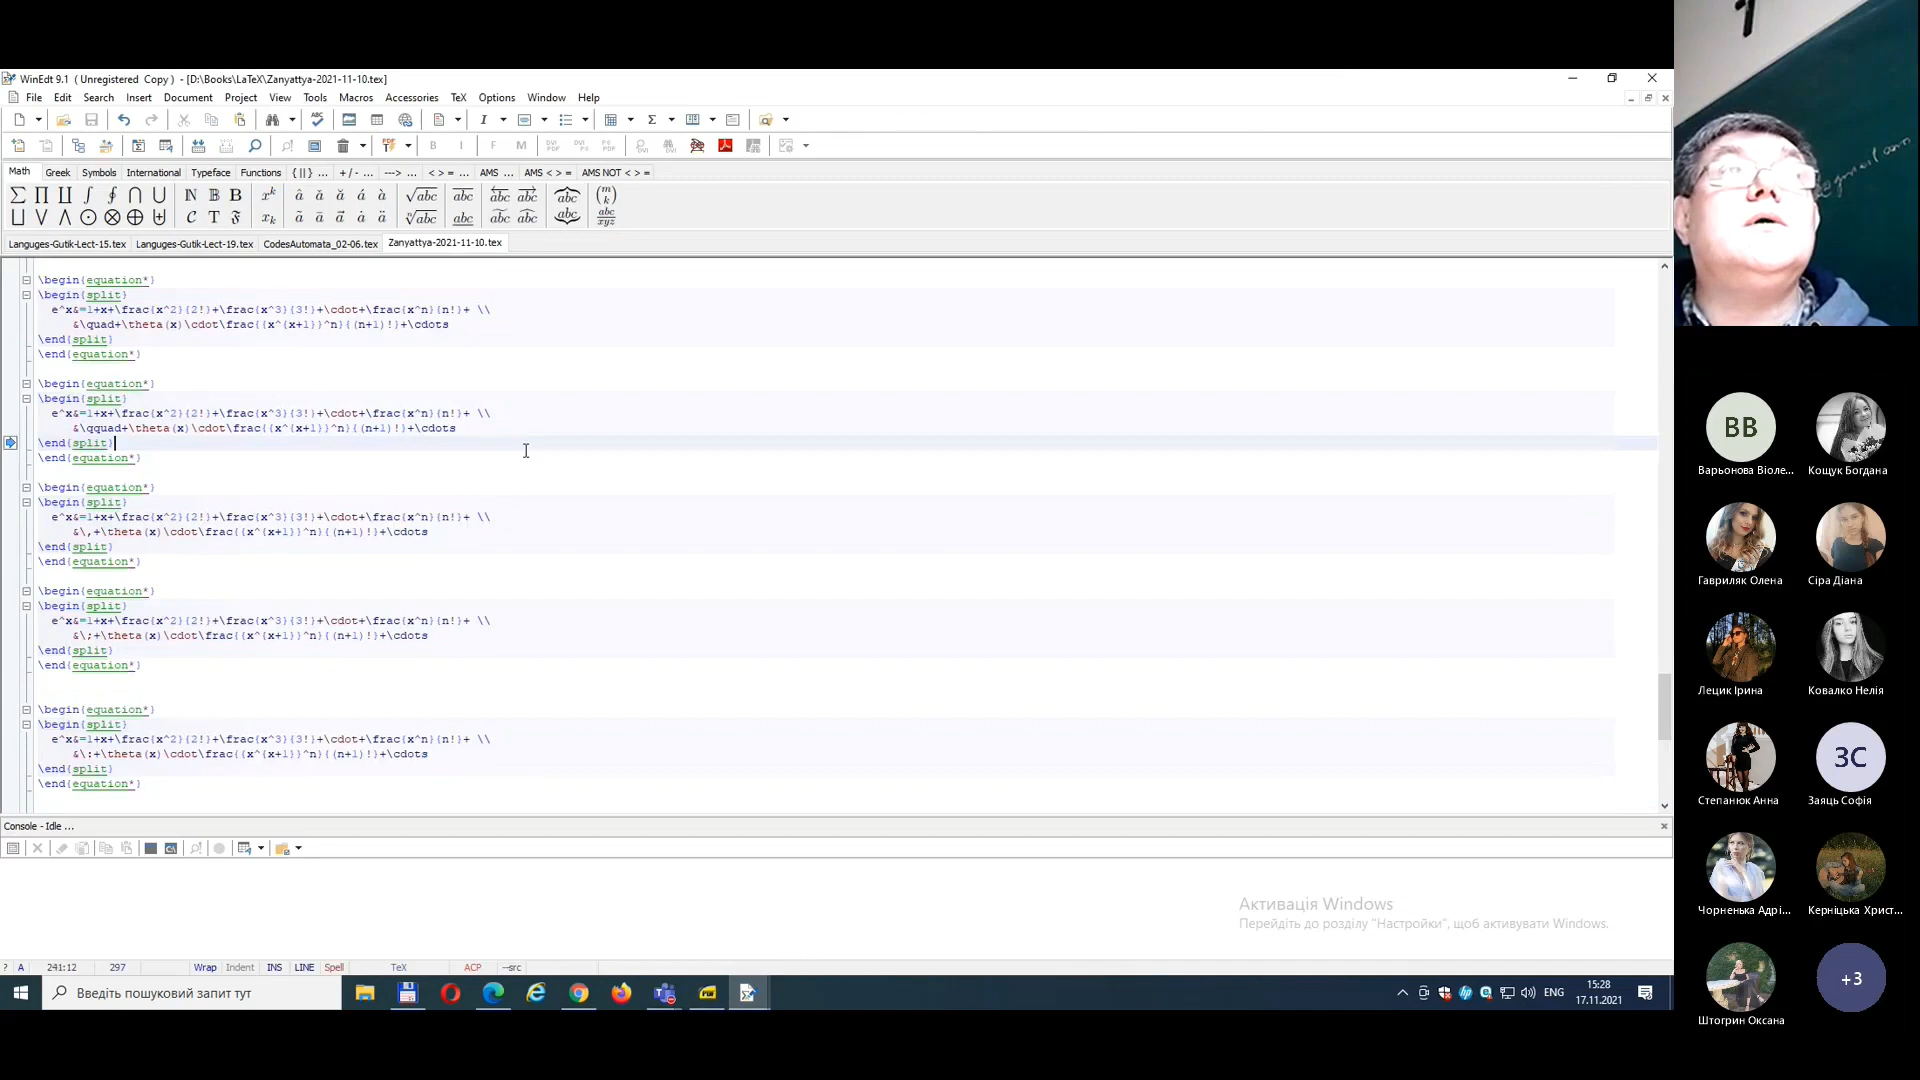 WinEdt 9.1 ( Unregistered Copy ) - [D:\Books\LaTeX\Zanyattya-2021-11-10.tex]
File Edit Search Insert Document Project View Tools Macros Accessories TeX Options Window Help
Math Greek Symbols International Typeface Functions { || } ... + / - ... ---> ... < > = ... AMS ... AMS < > = AMS NOT < > =
Languges-Gutik-Lect-15.tex Languges-Gutik-Lect-19.tex CodesAutomata_02-06.tex Zanyattya-2021-11-10.tex
\begin{equation*}
\begin{split}
e^x&=1+x+\frac{x^2}{2!}+\frac{x^3}{3!}+\cdot+\frac{x^n}{n!}+ \\
&\quad+\theta(x)\cdot\frac{{x^{x+1}}^n}{(n+1)!}+\cdots
\end{split}
\end{equation*}
\begin{equation*}
\begin{split}
e^x&=1+x+\frac{x^2}{2!}+\frac{x^3}{3!}+\cdot+\frac{x^n}{n!}+ \\
&\qquad+\theta(x)\cdot\frac{{x^{x+1}}^n}{(n+1)!}+\cdots
\end{split}
\end{equation*}
\begin{equation*}
\begin{split}
e^x&=1+x+\frac{x^2}{2!}+\frac{x^3}{3!}+\cdot+\frac{x^n}{n!}+ \\
&\,+\theta(x)\cdot\frac{{x^{x+1}}^n}{(n+1)!}+\cdots
\end{split}
\end{equation*}
\begin{equation*}
\begin{split}
e^x&=1+x+\frac{x^2}{2!}+\frac{x^3}{3!}+\cdot+\frac{x^n}{n!}+ \\
&\;+\theta(x)\cdot\frac{{x^{x+1}}^n}{(n+1)!}+\cdots
\end{split}
\end{equation*}
\begin{equation*}
\begin{split}
e^x&=1+x+\frac{x^2}{2!}+\frac{x^3}{3!}+\cdot+\frac{x^n}{n!}+ \\
&\:+\theta(x)\cdot\frac{{x^{x+1}}^n}{(n+1)!}+\cdots
\end{split}
\end{equation*}
Console - Idle ...
Активація Windows
Перейдіть до розділу "Настройки", щоб активувати Windows.
? A 241:12 297 Wrap Indent INS LINE Spell TeX ACP --src
Введіть пошуковий запит тут
ENG
15:28
17.11.2021
ВВ
Варьонова Віоле... Кощук Богдана
Гавриляк Олена Сіра Діана
Лецик Ірина Ковалко Нелія
ЗС
Степанюк Анна Заяць Софія
Чорненька Адрі... Керніцька Христ...
+3
Штогрин Оксана